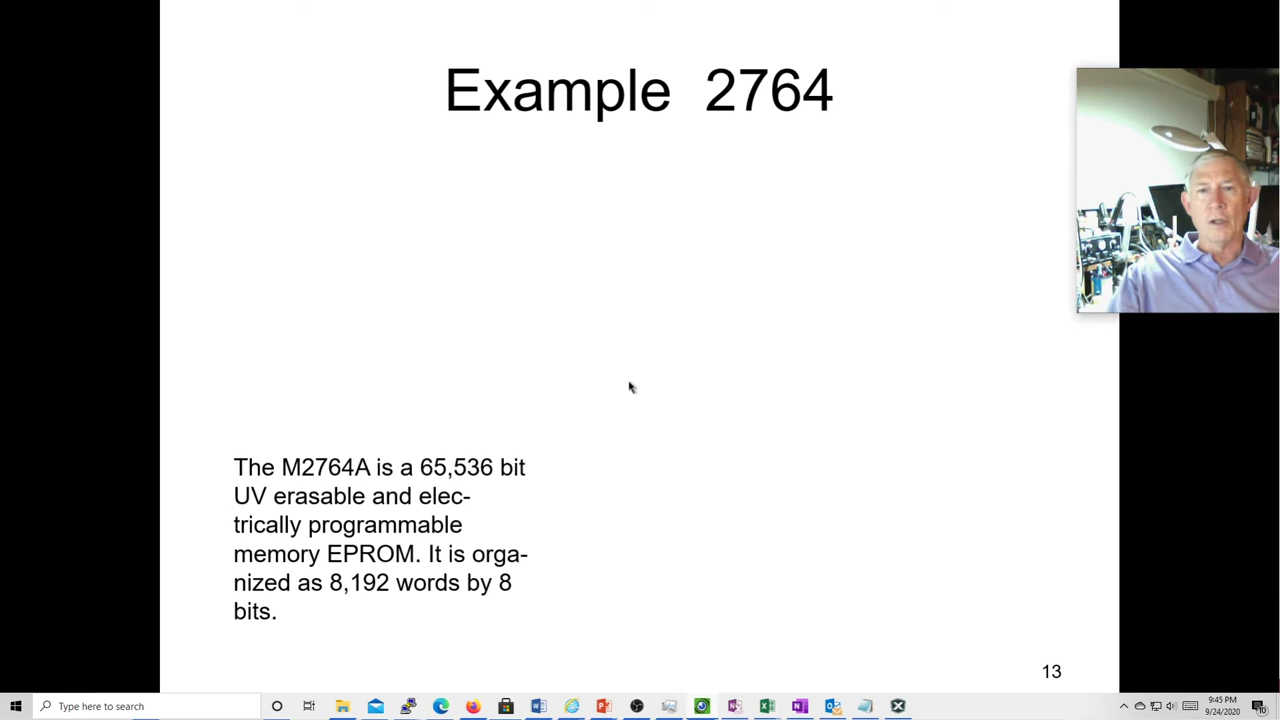 Example 2764
The M2764A is a 65,536 bit
UV erasable and elec-
trically programmable
memory EPROM. It is orga-
nized as 8,192 words by 8
bits.
13
Type here to search
9:45 PM
9/24/2020